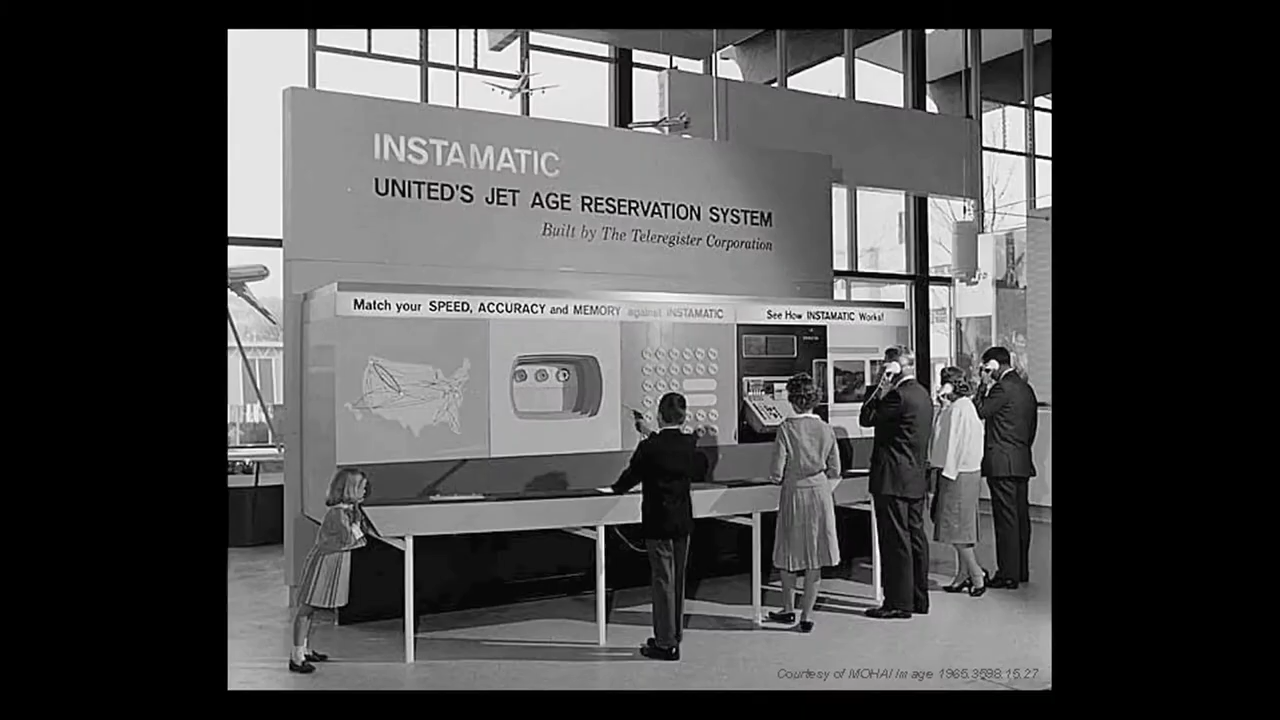 INSTAMATIC
UNITED'S JET AGE RESERVATION SYSTEM
Built by The Teleregister Corporation
Match your SPEED, ACCURACY and MEMORY against INSTAMATIC
See How INSTAMATIC Works!
Courtesy of MOHAI Image 1965.3598.15.27